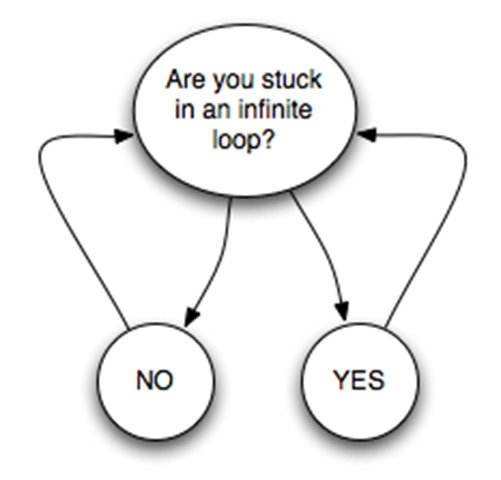 Are you stuck
in an infinite
loop?
NO
YES